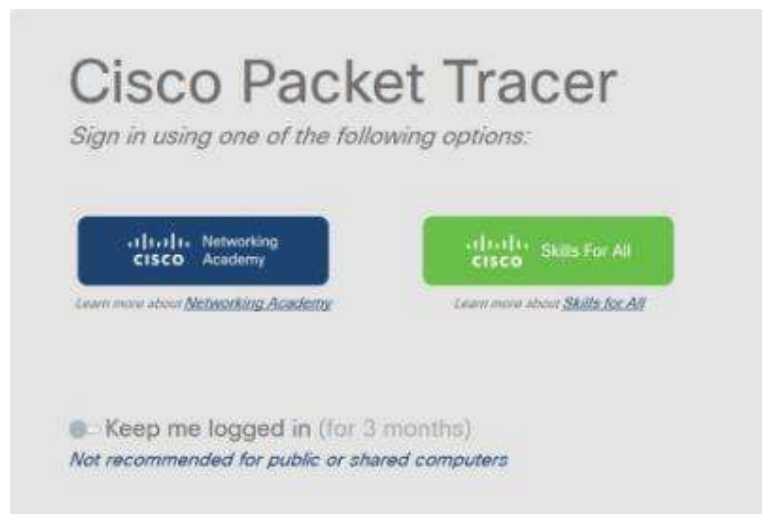 Cisco Packet Tracer
Sign in using one of the following options:
CISCO
Networking
Academy
CISCO
Skills For All
Learn more about Networking Academy
Learn more about Skills for All
Keep me logged in (for 3 months)
Not recommended for public or shared computers